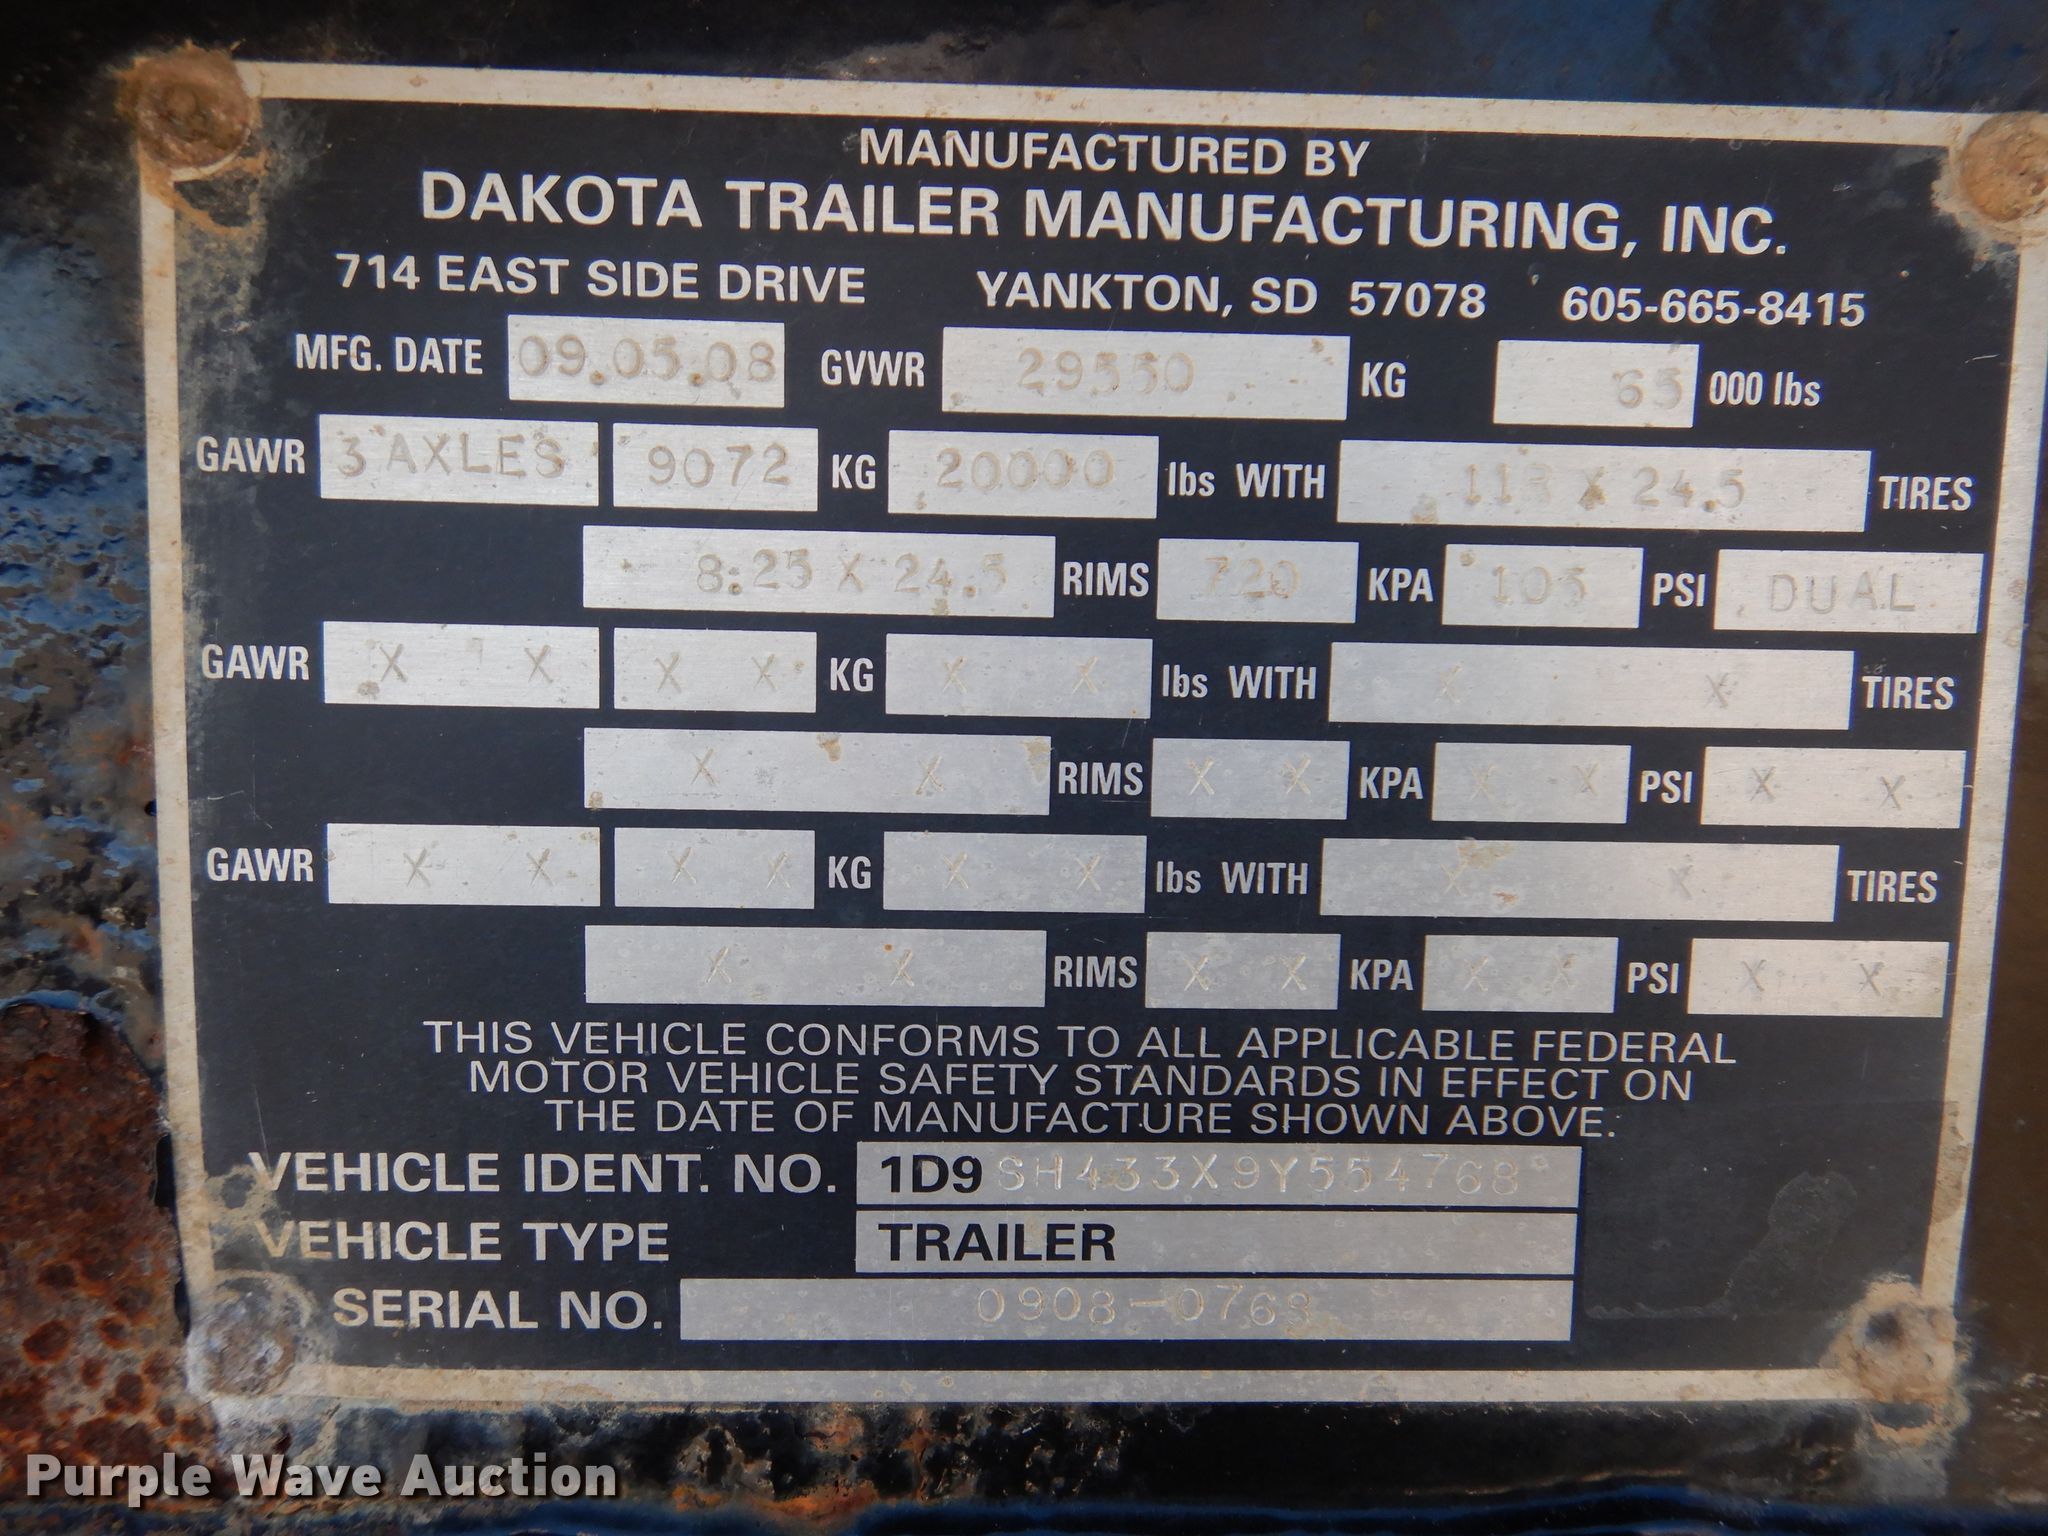 MANUFACTURED BY
DAKOTA TRAILER MANUFACTURING, INC.
714 EAST SIDE DRIVE YANKTON, SD 57078 605-665-8415
MFG. DATE 09.05.08 GVWR 29550 KG 65 000 lbs
GAWR 3 AXLES 9072 KG 20000 lbs WITH 11R X 24.5 TIRES
8.25 X 24.5 RIMS 720 KPA 105 PSI DUAL
GAWR X X X X KG X X lbs WITH X X TIRES
X X RIMS X X KPA X X PSI X X
GAWR X X X X KG X X lbs WITH X X TIRES
X X RIMS X X KPA X X PSI X X
THIS VEHICLE CONFORMS TO ALL APPLICABLE FEDERAL
MOTOR VEHICLE SAFETY STANDARDS IN EFFECT ON
THE DATE OF MANUFACTURE SHOWN ABOVE.
VEHICLE IDENT. NO. 1D9SH433X9Y554768
VEHICLE TYPE TRAILER
SERIAL NO. 0908-0768
Purple Wave Auction